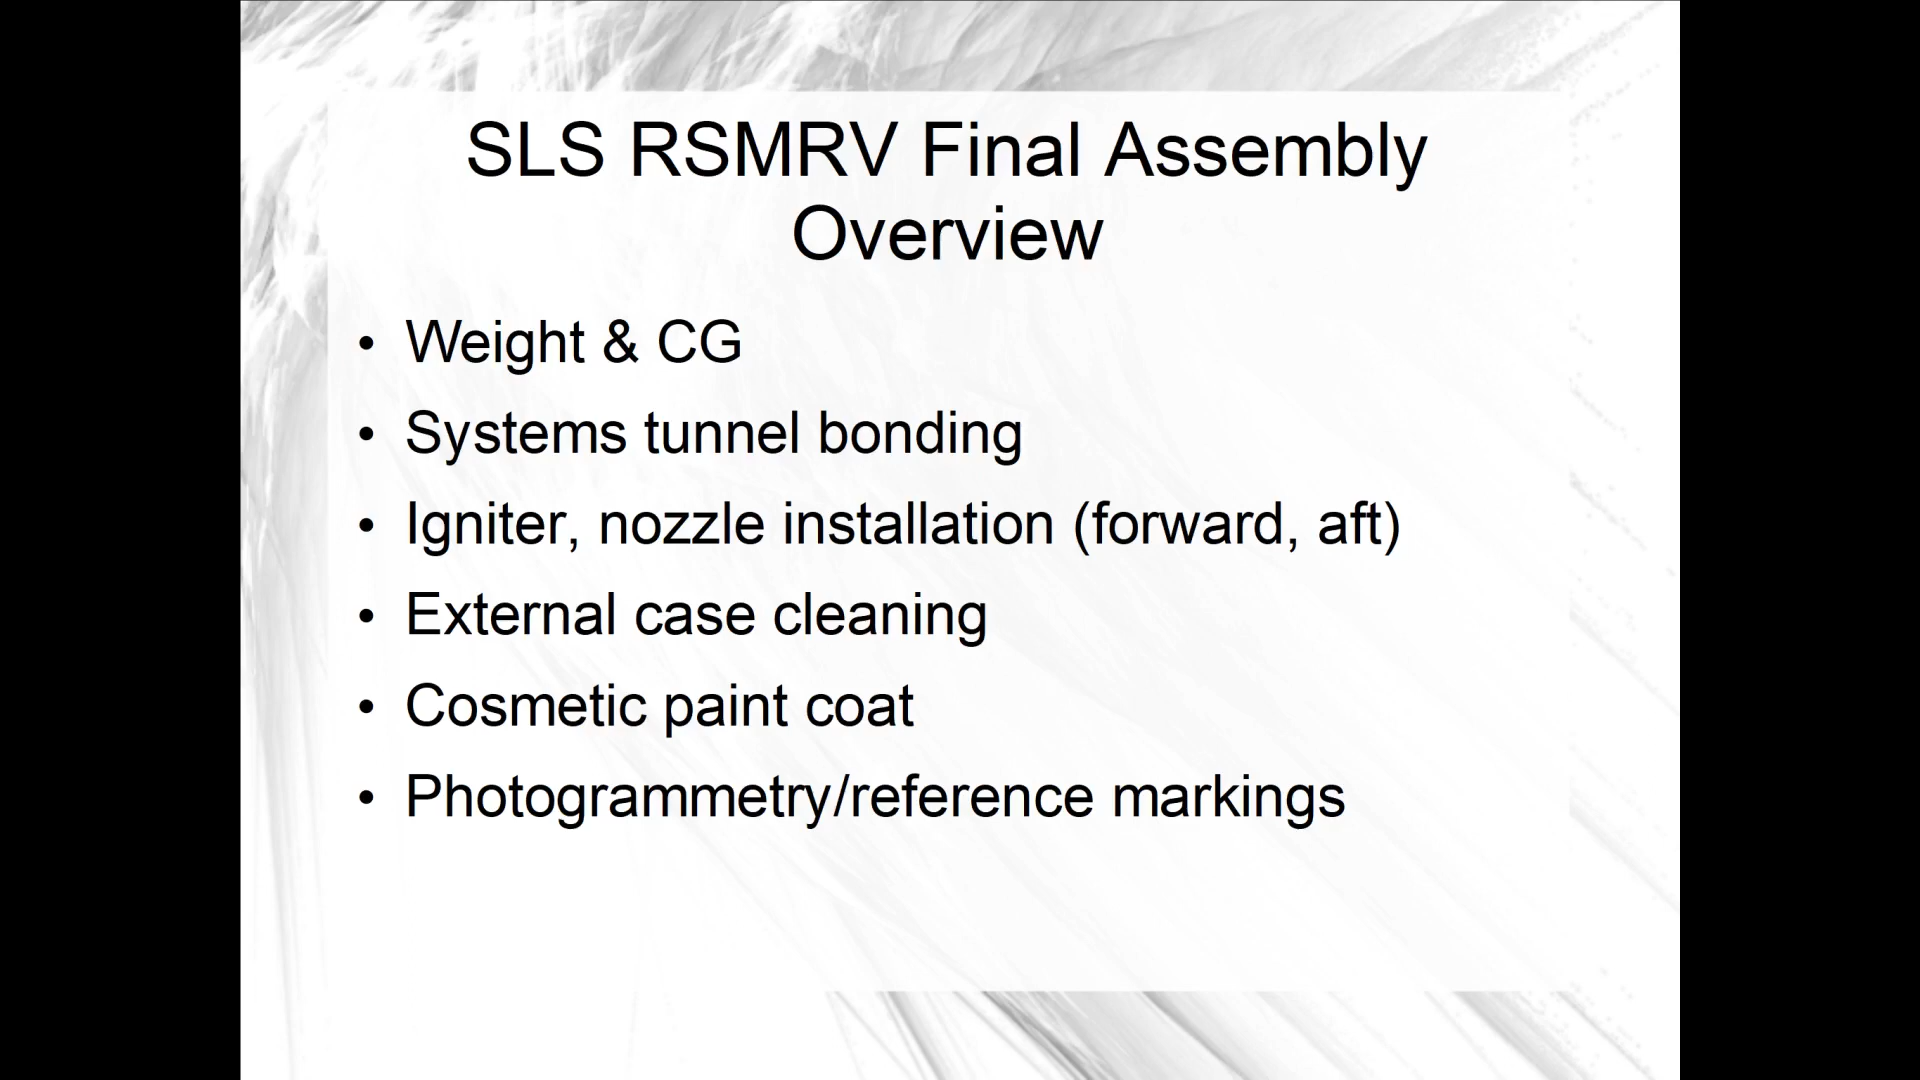 SLS RSMRV Final Assembly
Overview
• Weight & CG
• Systems tunnel bonding
• Igniter, nozzle installation (forward, aft)
• External case cleaning
• Cosmetic paint coat
• Photogrammetry/reference markings